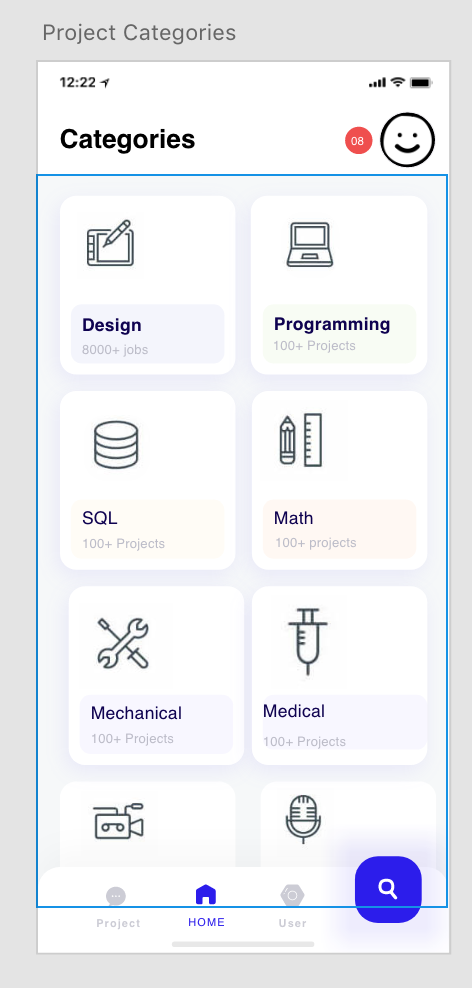 Project Categories
12:22
Categories
08
Design
8000+ jobs
Programming
100+ Projects
SQL
100+ Projects
Math
100+ projects
Mechanical
100+ Projects
Medical
100+ Projects
Project
HOME
User